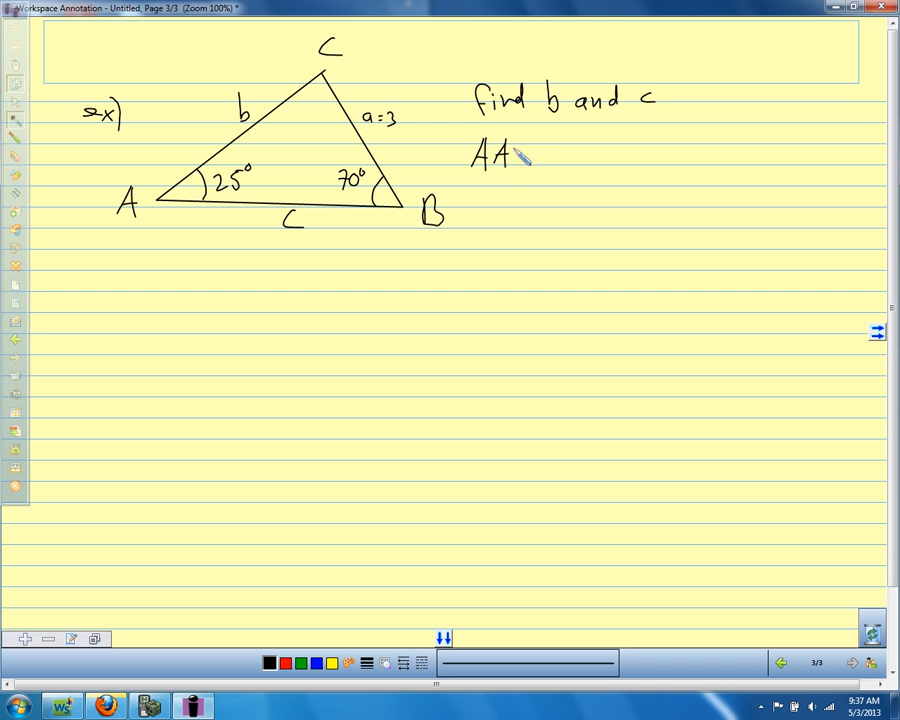 Workspace Annotation - Untitled, Page 3/3 (Zoom 100%) *
C
ex)
b
a=3
find b and c
25°
70°
AA
A
c
B
3/3
9:37 AM
5/3/2013